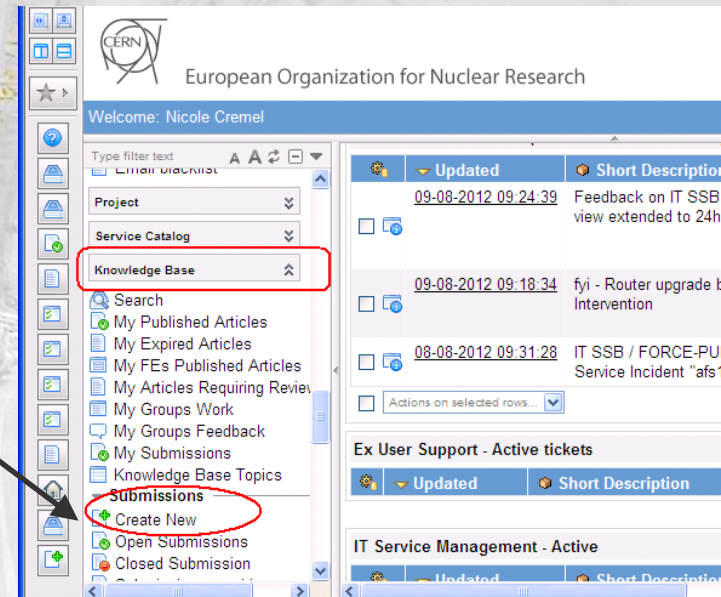 CERN
European Organization for Nuclear Research
Welcome: Nicole Cremel
Type filter text
A A
Email blacklist
Project
Service Catalog
Knowledge Base
Search
My Published Articles
My Expired Articles
My FEs Published Articles
My Articles Requiring Review
My Groups Work
My Groups Feedback
My Submissions
Knowledge Base Topics
Submissions
Create New
Open Submissions
Closed Submission
Updated Short Description
09-08-2012 09:24:39 Feedback on IT SSB
view extended to 24h
09-08-2012 09:18:34 fyi - Router upgrade b
Intervention
08-08-2012 09:31:28 IT SSB / FORCE-PU
Service Incident "afs1
Actions on selected rows...
Ex User Support - Active tickets
Updated Short Description
IT Service Management - Active
Updated Short Description